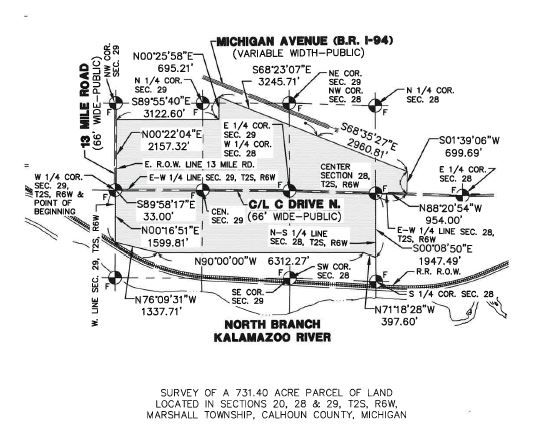 MICHIGAN AVENUE (B.R. I-94)
(VARIABLE WIDTH-PUBLIC)
N00°25'58"E
695.21'
S68°23'07"E
3245.71'
NW COR.
SEC. 29
N 1/4 COR.
SEC. 29
NE COR.
SEC. 29
NW COR.
SEC. 28
N 1/4 COR.
SEC. 28
13 MILE ROAD
(66' WIDE-PUBLIC)
S89°55'40"E
3122.60'
F
F
F
F
N00°22'04"E
2157.32'
E 1/4 COR.
SEC. 29
W 1/4 COR.
SEC. 28
S68°35'27"E
2960.81'
S01°39'06"W
699.69'
E. R.O.W. LINE 13 MILE RD.
CENTER
SECTION 28,
T2S, R6W
E 1/4 COR.
SEC. 28
W 1/4 COR.
SEC. 29,
T2S, R6W &
POINT OF
BEGINNING
E-W 1/4 LINE SEC. 29, T2S, R6W
F
F
F
F
S89°58'17"E
33.00'
CEN.
SEC. 29
C/L C DRIVE N.
(66' WIDE-PUBLIC)
N88°20'54"W
954.00'
N00°16'51"W
1599.81'
N-S 1/4 LINE
SEC. 28, T2S, R6W
E-W 1/4 LINE SEC. 28,
T2S, R6W
S00°08'50"E
1947.49'
R.R. R.O.W.
W. LINE SEC. 29, T2S, R6W
N90°00'00"W 6312.27'
F
SW COR.
SEC. 28
F
F
S 1/4 COR. SEC. 28
SE COR.
SEC. 29
N76°09'31"W
1337.71'
N71°18'28"W
397.60'
NORTH BRANCH
KALAMAZOO RIVER
SURVEY OF A 731.40 ACRE PARCEL OF LAND
LOCATED IN SECTIONS 20, 28 & 29, T2S, R6W,
MARSHALL TOWNSHIP, CALHOUN COUNTY, MICHIGAN